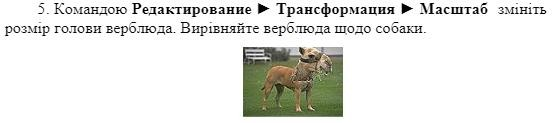 5. Командою Редактирование ► Трансформация ► Масштаб змініть
розмір голови верблюда. Вирівняйте верблюда щодо собаки.